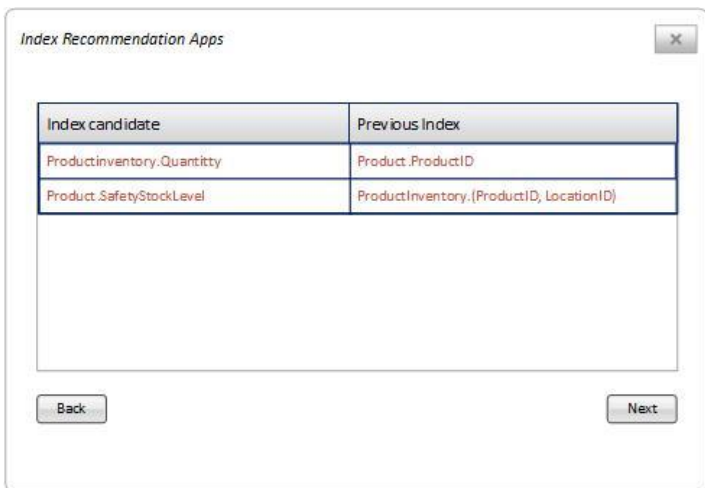 Index Recommendation Apps
Index candidate Previous Index
Productinventory.Quantitty Product.ProductID
Product.SafetyStockLevel ProductInventory.(ProductID, LocationID)
Back Next